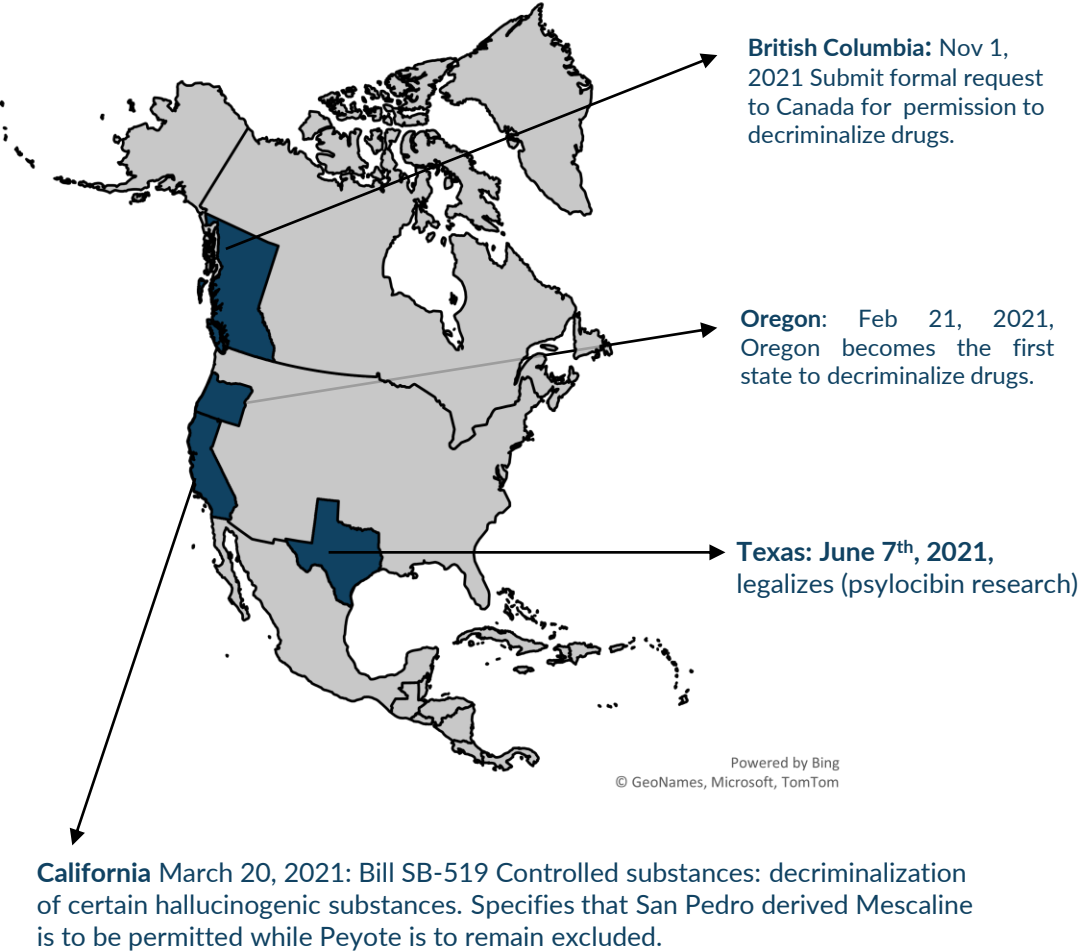 British Columbia: Nov 1,
2021 Submit formal request
to Canada for permission to
decriminalize drugs.
Oregon: Feb 21, 2021,
Oregon becomes the first
state to decriminalize drugs.
Texas: June 7th, 2021,
legalizes (psylocibin research)
Powered by Bing
© GeoNames, Microsoft, TomTom
California March 20, 2021: Bill SB-519 Controlled substances: decriminalization
of certain hallucinogenic substances. Specifies that San Pedro derived Mescaline
is to be permitted while Peyote is to remain excluded.